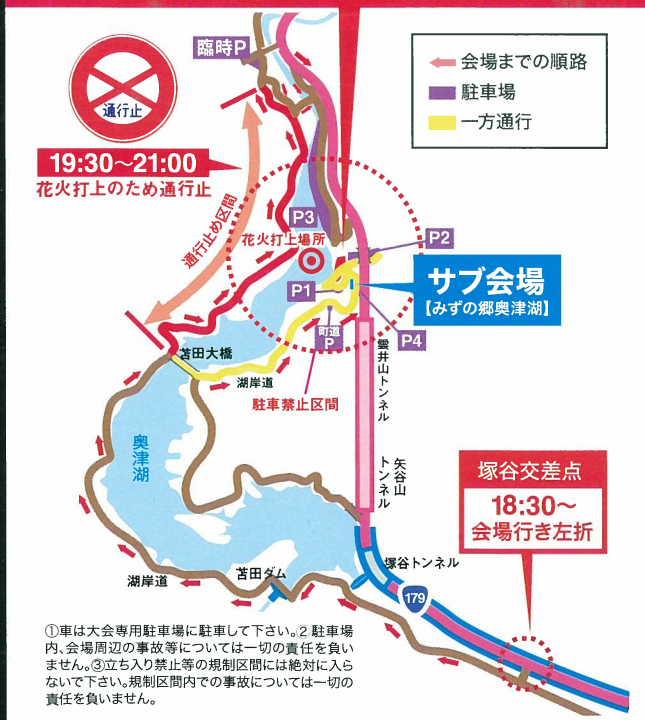 臨時P
通行止
会場までの順路
駐車場
一方通行
19:30～21:00
花火打上のため通行止
通行止め区間
P3
花火打上場所
P2
サブ会場
【みずの郷奥津湖】
P1
町道
P
P4
苫田大橋
湖岸道
駐車禁止区間
雲井山トンネル
奥津湖
矢谷山
トンネル
塚谷交差点
18:30～
会場行き左折
塚谷トンネル
苫田ダム
湖岸道
179
①車は大会専用駐車場に駐車して下さい。②駐車場
内、会場周辺の事故等については一切の責任を負い
ません。③立ち入り禁止等の規制区間には絶対に入ら
ないで下さい。規制区間内での事故については一切の
責任を負いません。